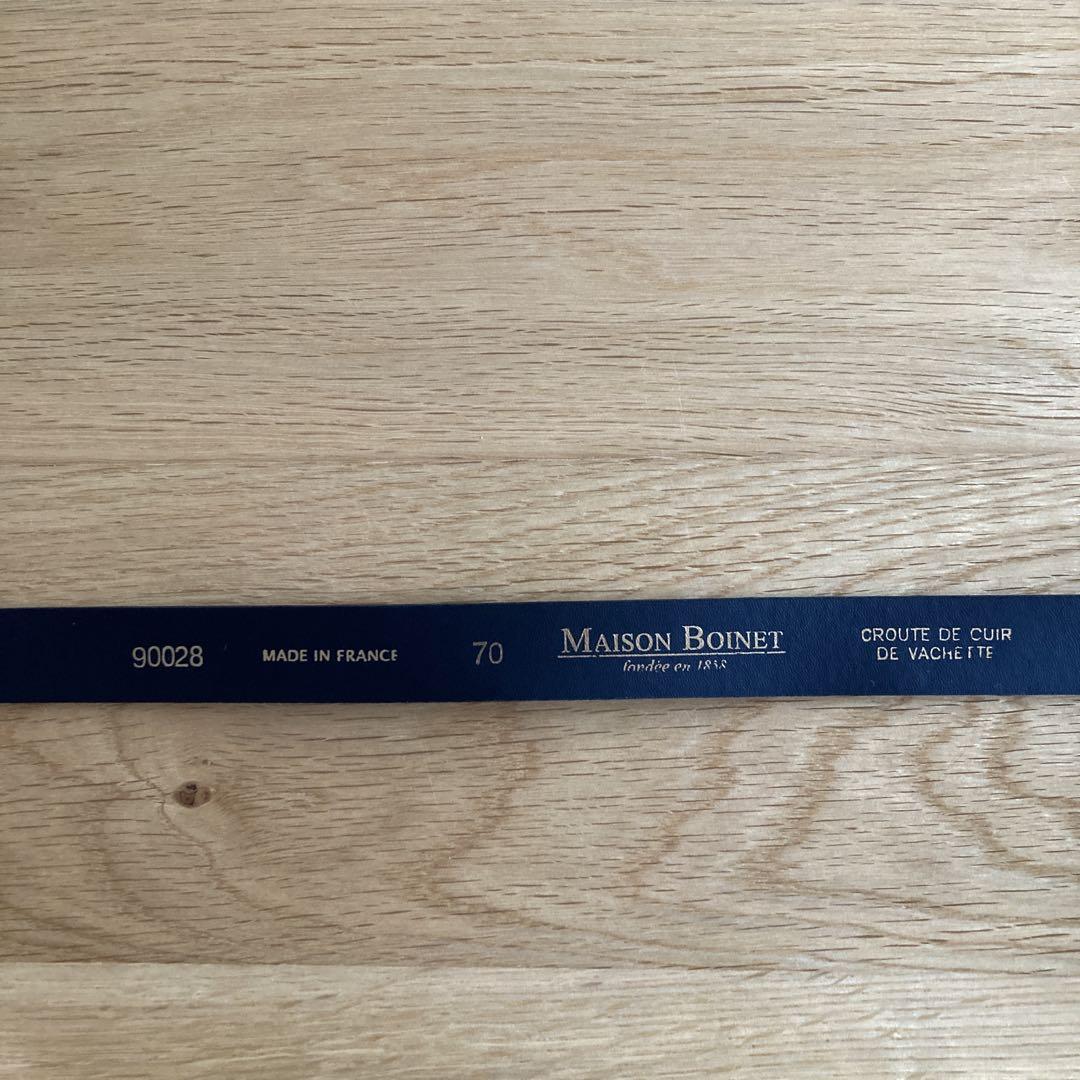 90028
MADE IN FRANCE
70
MAISON BOINET
fondée en 1858
CROUTE DE CUIR
DE VACHETTE